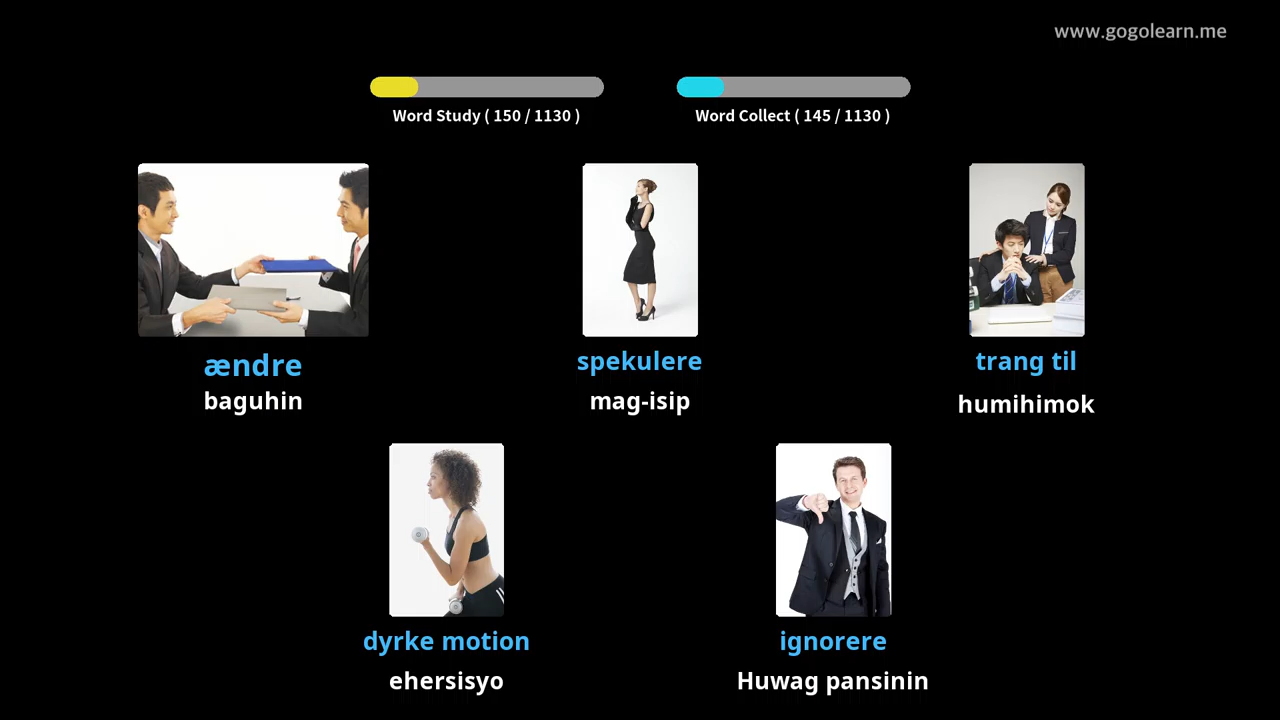 www.gogolearn.me
Word Study ( 150 / 1130 )
Word Collect ( 145 / 1130 )
ændre
baguhin
spekulere
mag-isip
trang til
humihimok
dyrke motion
ehersisyo
ignorere
Huwag pansinin